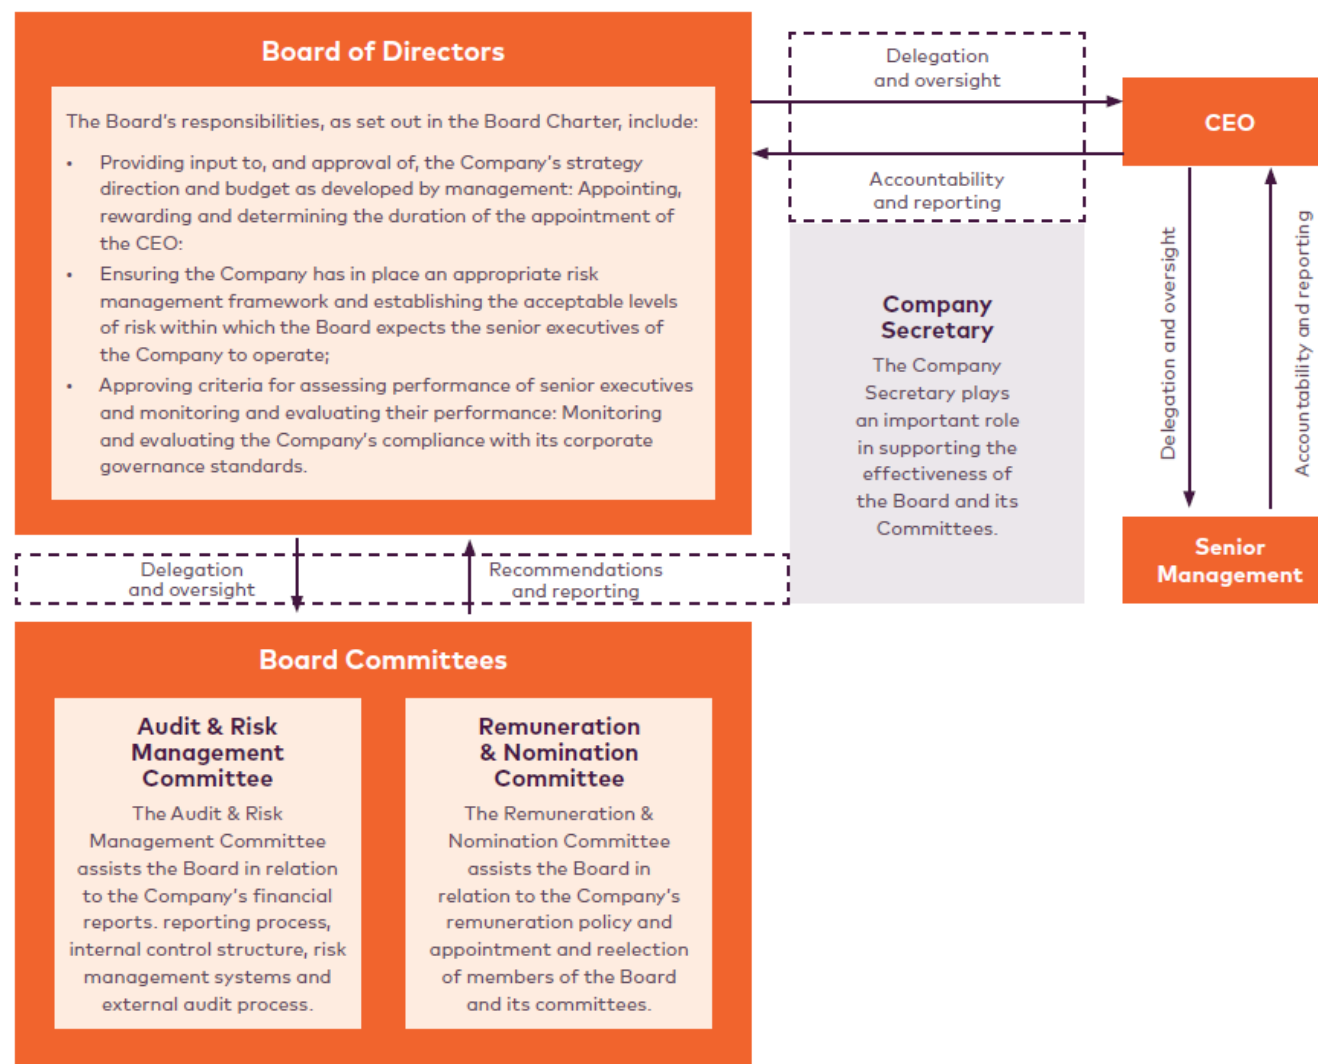 Board of Directors
The Board's responsibilities, as set out in the Board Charter, include:
• Providing input to, and approval of, the Company's strategy
direction and budget as developed by management: Appointing,
rewarding and determining the duration of the appointment of
the CEO:
• Ensuring the Company has in place an appropriate risk
management framework and establishing the acceptable levels
of risk within which the Board expects the senior executives of
the Company to operate;
• Approving criteria for assessing performance of senior executives
and monitoring and evaluating their performance: Monitoring
and evaluating the Company's compliance with its corporate
governance standards.
Delegation
and oversight
Accountability
and reporting
CEO
Delegation and oversight
Accountability and reporting
Senior
Management
Company
Secretary
The Company
Secretary plays
an important role
in supporting the
effectiveness of
the Board and its
Committees.
Delegation
and oversight
Recommendations
and reporting
Board Committees
Audit & Risk
Management
Committee
The Audit & Risk
Management Committee
assists the Board in relation
to the Company's financial
reports. reporting process,
internal control structure, risk
management systems and
external audit process.
Remuneration
& Nomination
Committee
The Remuneration &
Nomination Committee
assists the Board in
relation to the Company's
remuneration policy and
appointment and reelection
of members of the Board
and its committees.